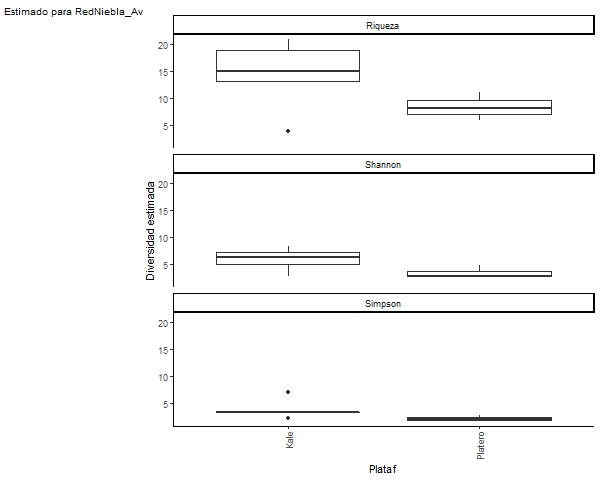 Estimado para RedNiebla_Av
Riqueza
20
15
10
5
Shannon
20
15
10
5
Simpson
20
15
10
5
Diversidad estimada
Kale
Platero
Plataf